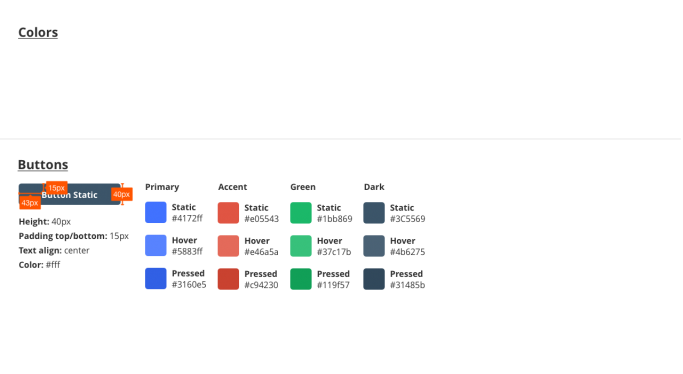 Colors
Buttons
15px
Button Static
40px
43px
Height: 40px
Padding top/bottom: 15px
Text align: center
Color: #fff
Primary
Static
#4172ff
Hover
#5883ff
Pressed
#3160e5
Accent
Static
#e05543
Hover
#e46a5a
Pressed
#c94230
Green
Static
#1bb869
Hover
#37c17b
Pressed
#119f57
Dark
Static
#3C5569
Hover
#4b6275
Pressed
#31485b